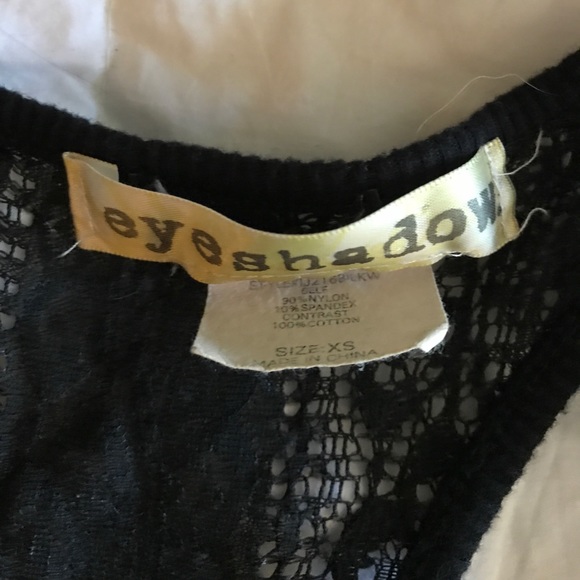 eyeshadow
SELF
90%NYLON
10%SPANDEX
CONTRAST
100%COTTON
SIZE:XS
MADE IN CHINA